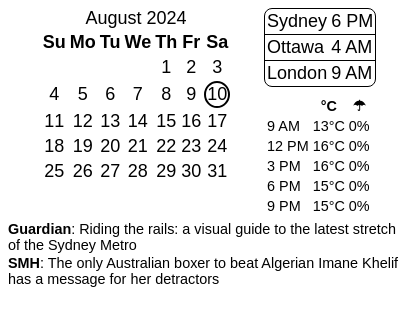 August 2024
Su Mo Tu We Th Fr Sa
1 2 3
4 5 6 7 8 9 10
11 12 13 14 15 16 17
18 19 20 21 22 23 24
25 26 27 28 29 30 31
Sydney 6 PM
Ottawa 4 AM
London 9 AM
°C ☂
9 AM 13°C 0%
12 PM 16°C 0%
3 PM 16°C 0%
6 PM 15°C 0%
9 PM 15°C 0%
Guardian: Riding the rails: a visual guide to the latest stretch
of the Sydney Metro
SMH: The only Australian boxer to beat Algerian Imane Khelif
has a message for her detractors